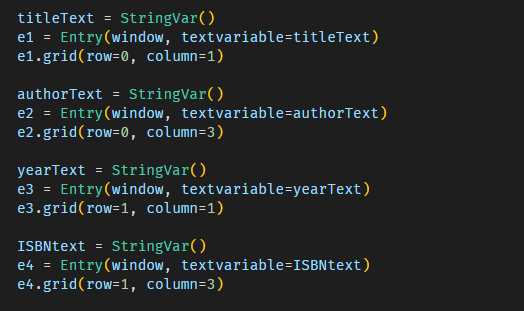 titleText = StringVar()
e1 = Entry(window, textvariable=titleText)
e1.grid(row=0, column=1)
authorText = StringVar()
e2 = Entry(window, textvariable=authorText)
e2.grid(row=0, column=3)
yearText = StringVar()
e3 = Entry(window, textvariable=yearText)
e3.grid(row=1, column=1)
ISBNtext = StringVar()
e4 = Entry(window, textvariable=ISBNtext)
e4.grid(row=1, column=3)